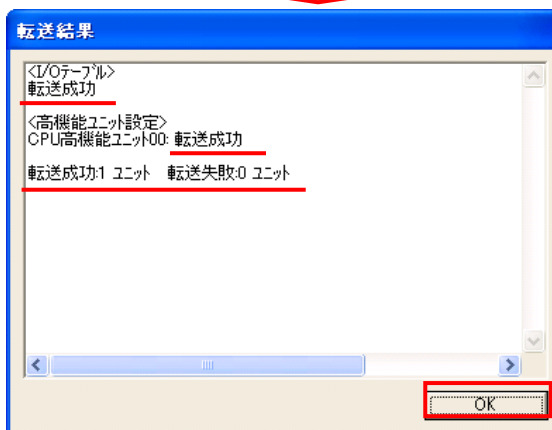 転送結果
<I/Oテーブル>
転送成功
<高機能ユニット設定>
CPU高機能ユニット00: 転送成功
転送成功:1 ユニット 転送失敗:0 ユニット
OK